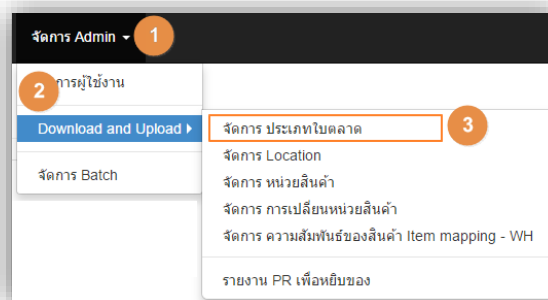 จัดการ Admin
1
2
การผู้ใช้งาน
Download and Upload
จัดการ ประเภทใบตลาด
3
จัดการ Location
จัดการ Batch
จัดการ หน่วยสินค้า
จัดการ การเปลี่ยนหน่วยสินค้า
จัดการ ความสัมพันธ์ของสินค้า Item mapping - WH
รายงาน PR เพื่อหยิบของ